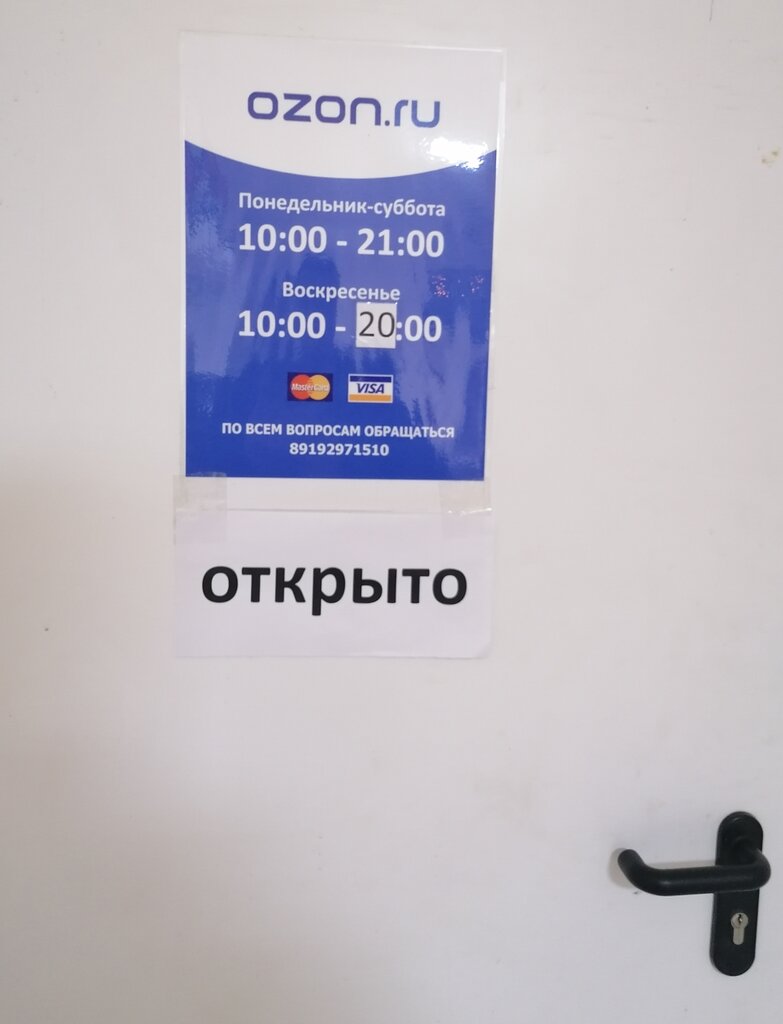 ozon.ru
Понедельник-суббота
10:00 - 21:00
Воскресенье
10:00 - 20:00
MasterCard VISA
ПО ВСЕМ ВОПРОСАМ ОБРАЩАТЬСЯ
89192971510
открыто